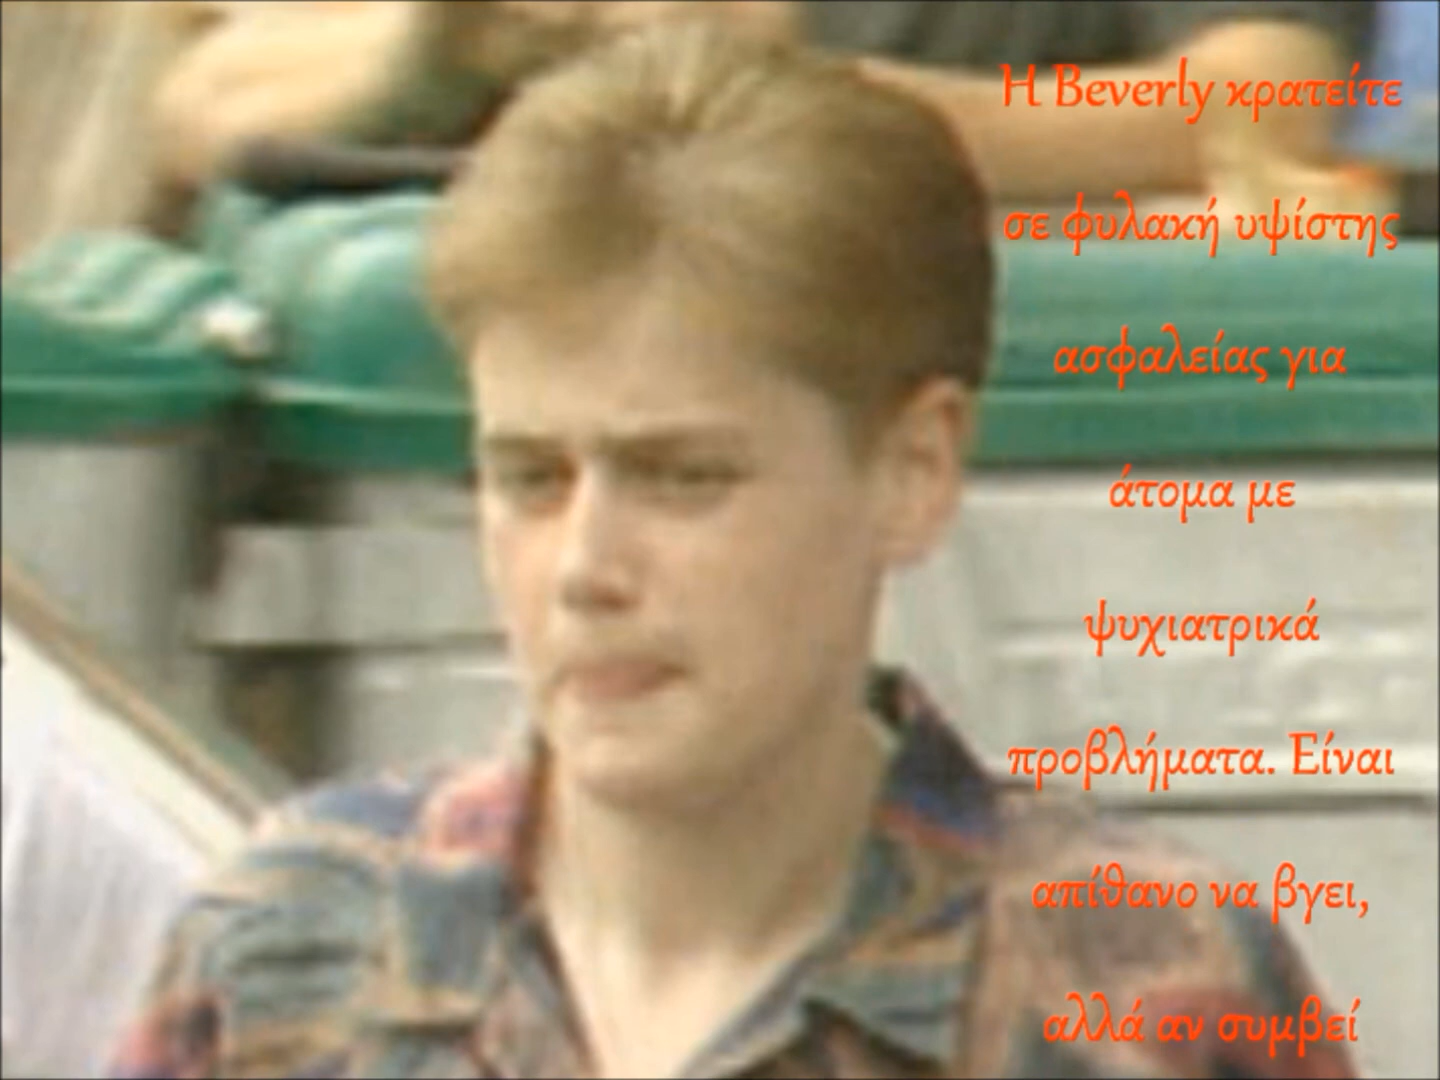 Η Beverly κρατείτε
σε φυλακή υψίστης
ασφαλείας για
άτομα με
ψυχιατρικά
προβλήματα. Είναι
απίθανο να βγει,
αλλά αν συμβεί